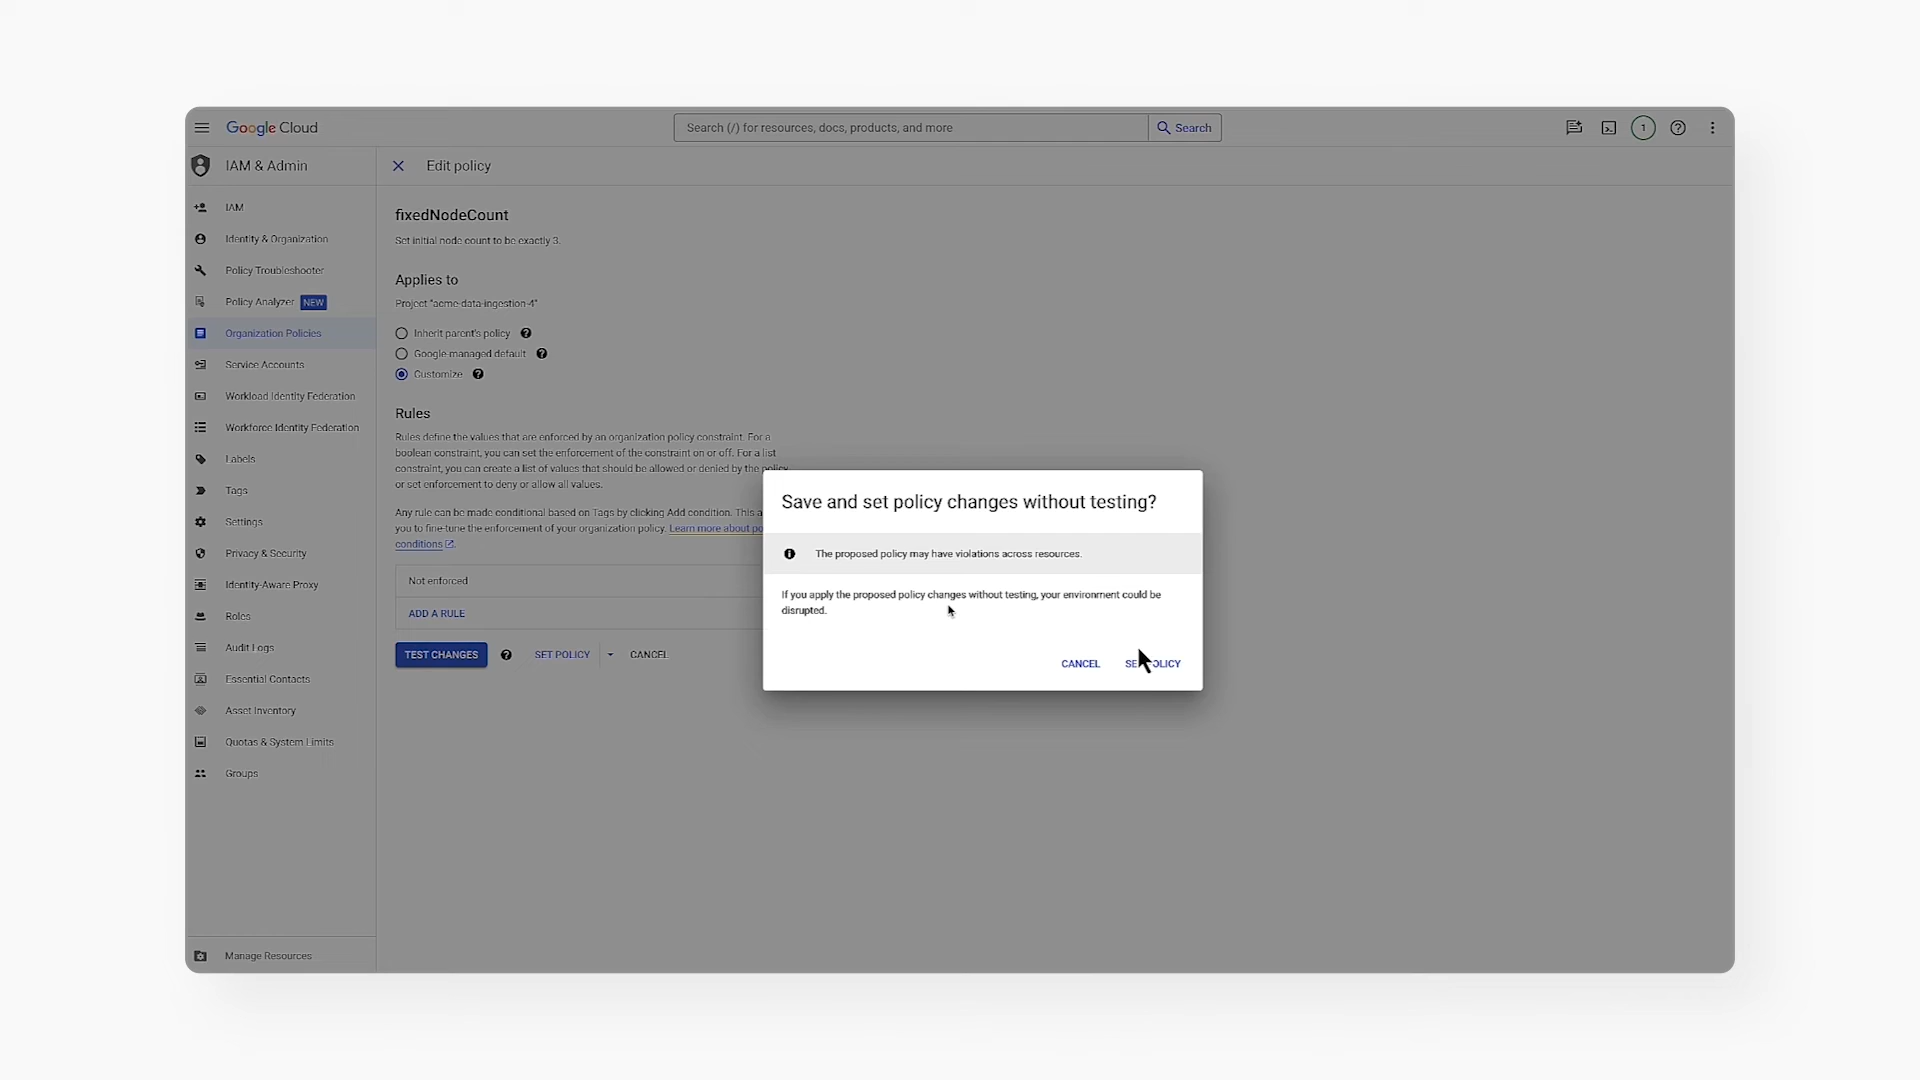 Google Cloud
Search (/) for resources, docs, products, and more
Search
1
IAM & Admin
Edit policy
IAM
Identity & Organization
Policy Troubleshooter
Policy Analyzer NEW
Organization Policies
Service Accounts
Workload Identity Federation
Workforce Identity Federation
Labels
Tags
Settings
Privacy & Security
Identity-Aware Proxy
Roles
Audit Logs
Essential Contacts
Asset Inventory
Quotas & System Limits
Groups
Manage Resources
fixedNodeCount
Set initial node count to be exactly 3.
Applies to
Project "acme-data-ingestion-4"
Inherit parent's policy
Google-managed default
Customize
Rules
Rules define the values that are enforced by an organization policy constraint. For a
boolean constraint, you can set the enforcement of the constraint on or off. For a list
constraint, you can create a list of values that should be allowed or denied by the policy
or set enforcement to deny or allow all values.
Any rule can be made conditional based on Tags by clicking Add condition. This
you to fine-tune the enforcement of your organization policy. Learn more about
conditions
Not enforced
ADD A RULE
TEST CHANGES
SET POLICY
CANCEL
Save and set policy changes without testing?
The proposed policy may have violations across resources.
If you apply the proposed policy changes without testing, your environment could be
disrupted.
CANCEL
SET POLICY